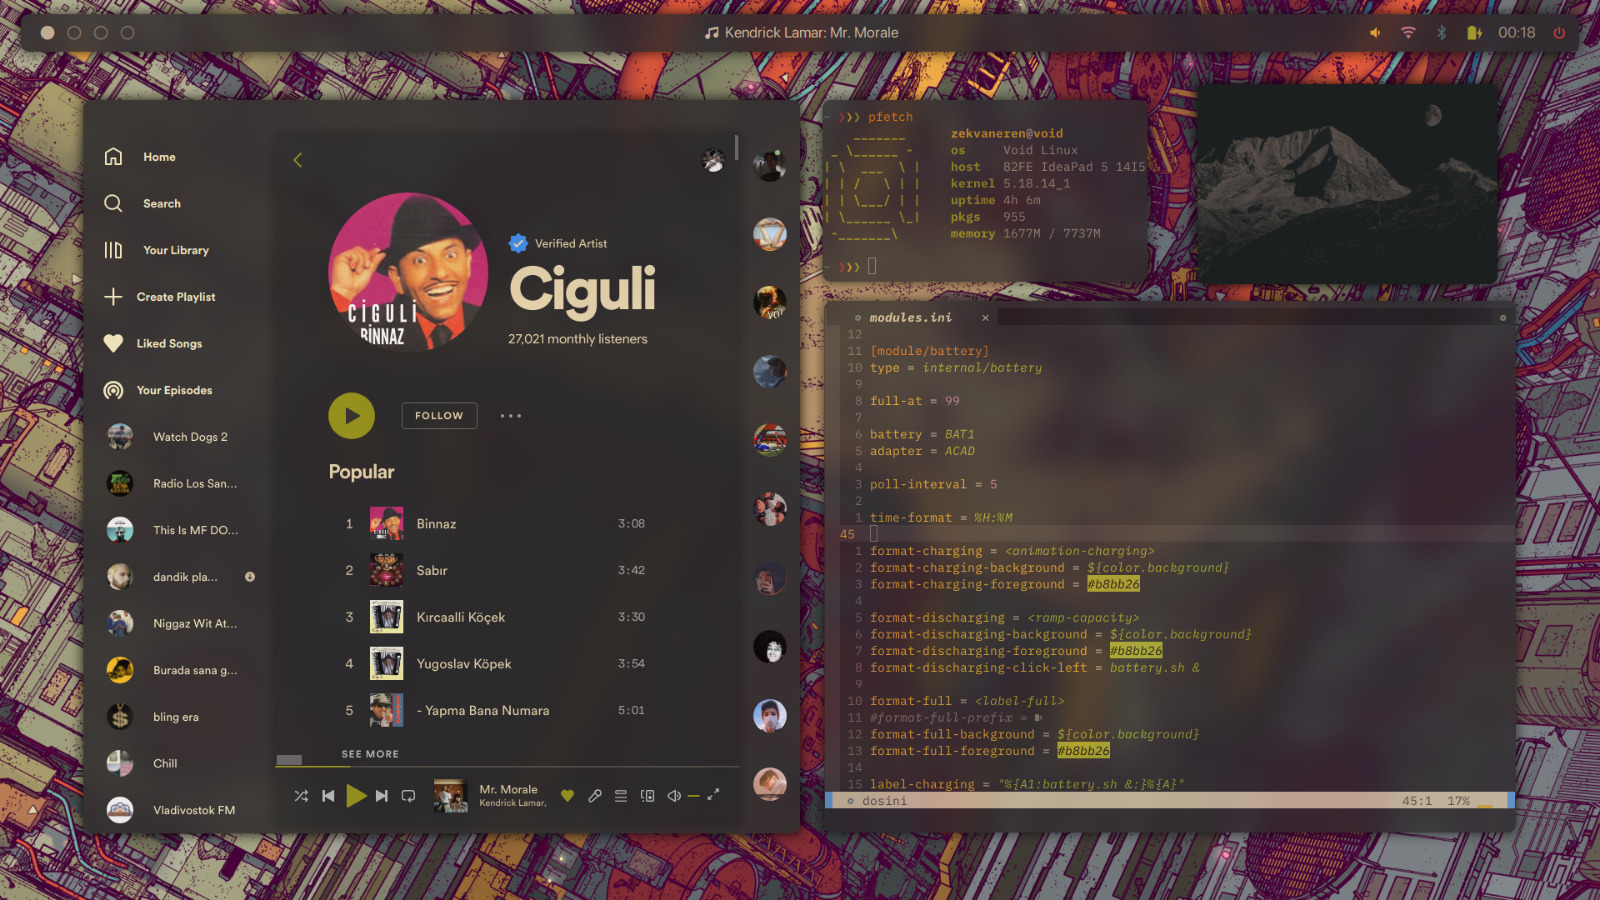 Kendrick Lamar: Mr. Morale
00:18
Home
Search
Your Library
Create Playlist
Liked Songs
Your Episodes
Watch Dogs 2
Radio Los San...
This Is MF DO...
dandik pla...
Niggaz Wit At...
Burada sana g...
bling era
Chill
Vladivostok FM
CİGULİ
BİNNAZ
Verified Artist
Ciguli
27,021 monthly listeners
FOLLOW
Popular
1 Binnaz 3:08
2 Sabır 3:42
3 Kırcaalli Köçek 3:30
4 Yugoslav Köpek 3:54
5 - Yapma Bana Numara 5:01
SEE MORE
Mr. Morale
Kendrick Lamar,
~ ❯❯❯ pfetch
zekvaneren@void
os Void Linux
host 82FE IdeaPad 5 14I5
kernel 5.18.14_1
uptime 4h 6m
pkgs 955
memory 1677M / 7737M
~ ❯❯❯
modules.ini ×
12
11 [module/battery]
10 type = internal/battery
9
8 full-at = 99
7
6 battery = BAT1
5 adapter = ACAD
4
3 poll-interval = 5
2
1 time-format = %H:%M
45
1 format-charging = <animation-charging>
2 format-charging-background = ${color.background}
3 format-charging-foreground = #b8bb26
4
5 format-discharging = <ramp-capacity>
6 format-discharging-background = ${color.background}
7 format-discharging-foreground = #b8bb26
8 format-discharging-click-left = battery.sh &
9
10 format-full = <label-full>
11 #format-full-prefix =
12 format-full-background = ${color.background}
13 format-full-foreground = #b8bb26
14
15 label-charging = "%{A1:battery.sh &:}%{A}"
dosini 45:1 17%